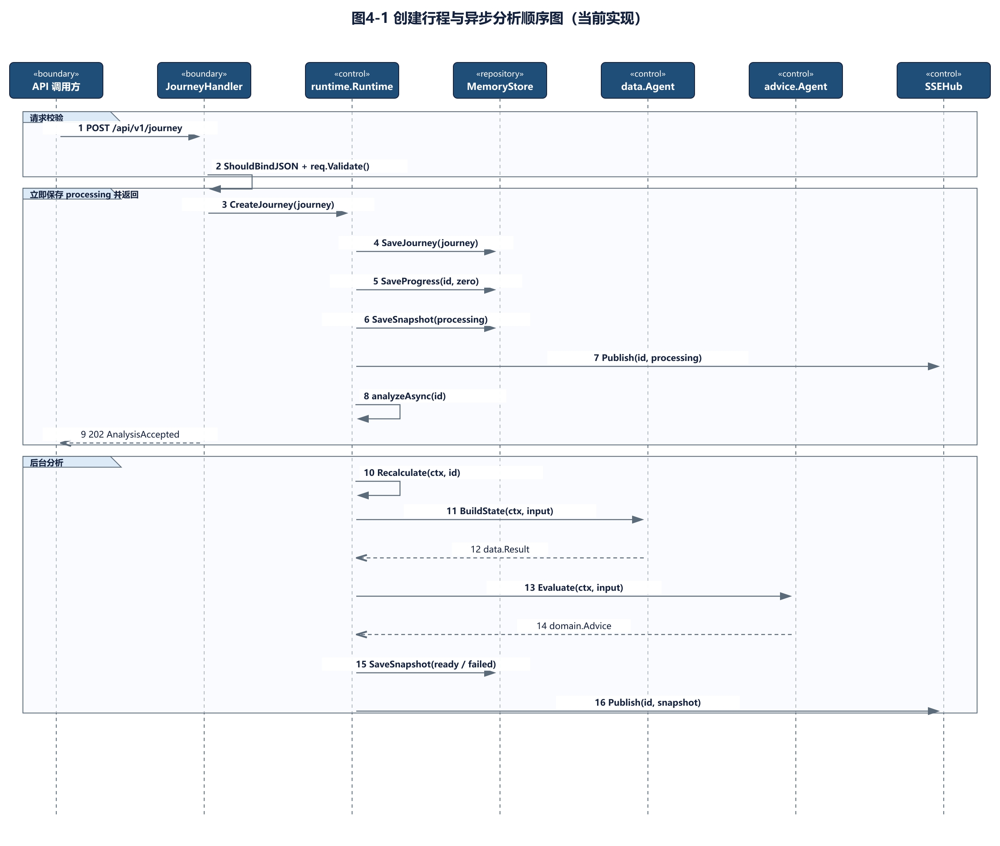 图4-1 创建行程与异步分析顺序图（当前实现）
«boundary»
API 调用方
«boundary»
JourneyHandler
«control»
runtime.Runtime
«repository»
MemoryStore
«control»
data.Agent
«control»
advice.Agent
«control»
SSEHub
请求校验
1 POST /api/v1/journey
2 ShouldBindJSON + req.Validate()
立即保存 processing 并返回
3 CreateJourney(journey)
4 SaveJourney(journey)
5 SaveProgress(id, zero)
6 SaveSnapshot(processing)
7 Publish(id, processing)
8 analyzeAsync(id)
9 202 AnalysisAccepted
后台分析
10 Recalculate(ctx, id)
11 BuildState(ctx, input)
12 data.Result
13 Evaluate(ctx, input)
14 domain.Advice
15 SaveSnapshot(ready / failed)
16 Publish(id, snapshot)